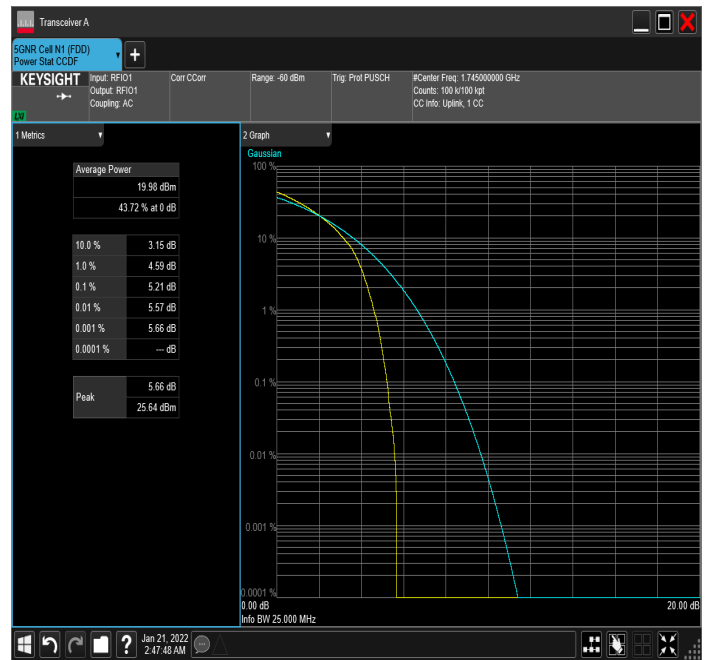 Transceiver A
5GNR Cell N1 (FDD)
Power Stat CCDF
KEYSIGHT
LXI
Input: RFIO1
Output: RFIO1
Coupling: AC
Corr CCorr
Range: -60 dBm
Trig: Prot PUSCH
#Center Freq: 1.745000000 GHz
Counts: 100 k/100 kpt
CC Info: Uplink, 1 CC
1 Metrics
Average Power
19.98 dBm
43.72 % at 0 dB
10.0 % 3.15 dB
1.0 % 4.59 dB
0.1 % 5.21 dB
0.01 % 5.57 dB
0.001 % 5.66 dB
0.0001 % --- dB
Peak
5.66 dB
25.64 dBm
2 Graph
Gaussian
100 %
10 %
1 %
0.1 %
0.01 %
0.001 %
0.0001 %
0.00 dB 20.00 dB
Info BW 25.000 MHz
?
Jan 21, 2022
2:47:48 AM